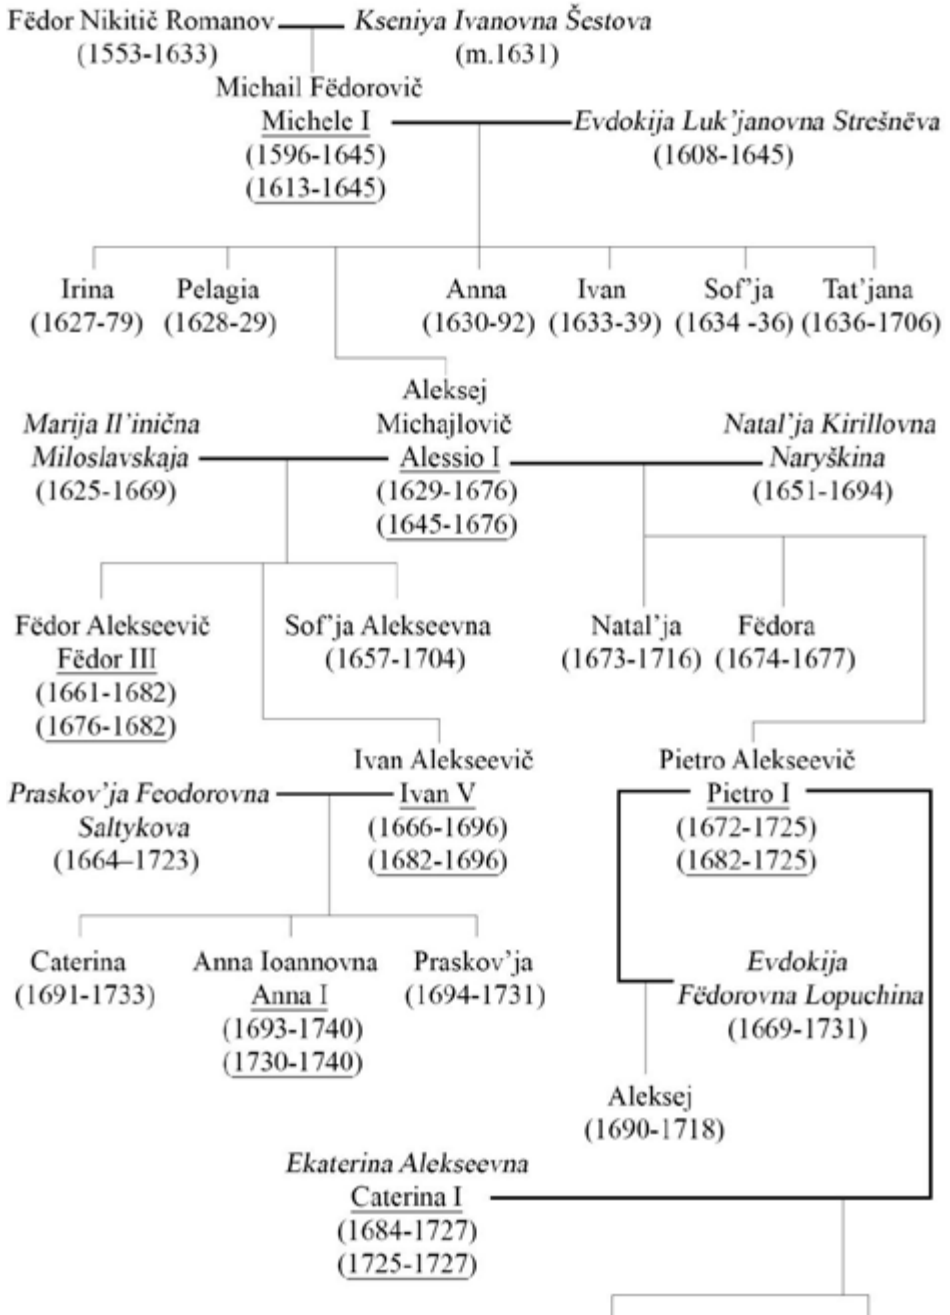 Fëdor Nikitič Romanov Kseniya Ivanovna Šestova
(1553-1633) (m.1631)
Michail Fëdorovič
Michele I Evdokija Luk'janovna Strešnëva
(1596-1645) (1608-1645)
(1613-1645)
Irina Pelagia Anna Ivan Sof'ja Tat'jana
(1627-79) (1628-29) (1630-92) (1633-39) (1634 -36) (1636-1706)
Aleksej
Marija Il'inična Michajlovič Natal'ja Kirillovna
Miloslavskaja Alessio I Naryškina
(1625-1669) (1629-1676) (1651-1694)
(1645-1676)
Fëdor Alekseevič Sof'ja Alekseevna Natal'ja Fëdora
Fëdor III (1657-1704) (1673-1716) (1674-1677)
(1661-1682)
(1676-1682)
Ivan Alekseevič Pietro Alekseevič
Praskov'ja Feodorovna Ivan V Pietro I
Saltykova (1666-1696) (1672-1725)
(1664–1723) (1682-1696) (1682-1725)
Caterina Anna Ioannovna Praskov'ja Evdokija
(1691-1733) Anna I (1694-1731) Fëdorovna Lopuchina
(1693-1740) (1669-1731)
(1730-1740)
Aleksej
(1690-1718)
Ekaterina Alekseevna
Caterina I
(1684-1727)
(1725-1727)